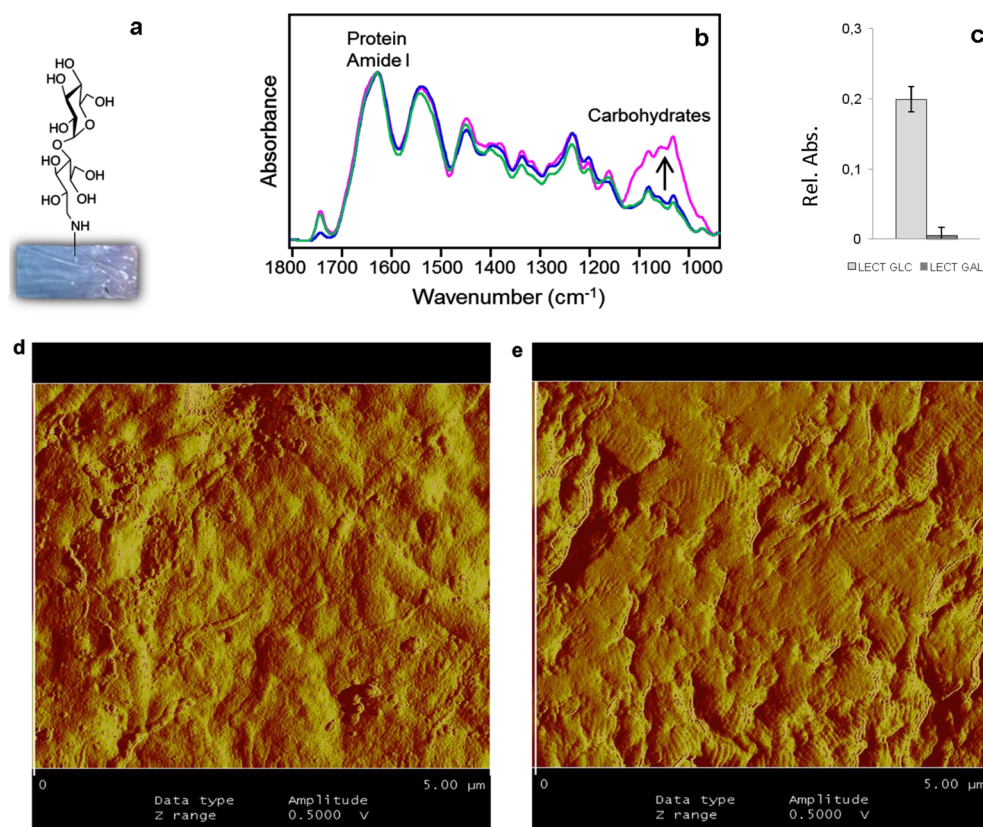 a
HO
OH
HO
HO
O
OH
HO
O
O
HO
OH
HO
OH
OH
NH
b
Protein
Amide I
Carbohydrates
Absorbance
1800 1700 1600 1500 1400 1300 1200 1100 1000
Wavenumber (cm-1)
c
0,3
0,2
0,1
0
Rel. Abs.
LECT GLC LECT GAL
d
0 5.00 µm
Data type Amplitude
Z range 0.5000 V
e
0 5.00 µm
Data type Amplitude
Z range 0.5000 V